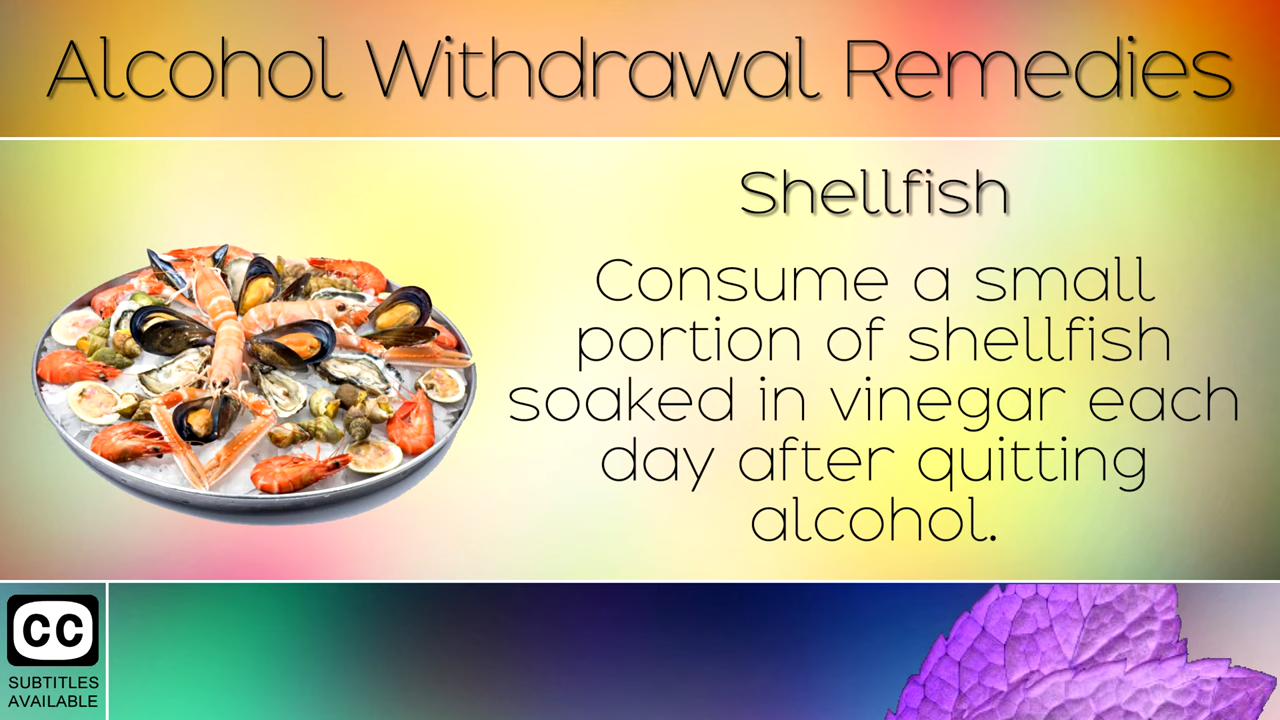 Alcohol Withdrawal Remedies
Shellfish
Consume a small
portion of shellfish
soaked in vinegar each
day after quitting
alcohol.
CC
SUBTITLES
AVAILABLE